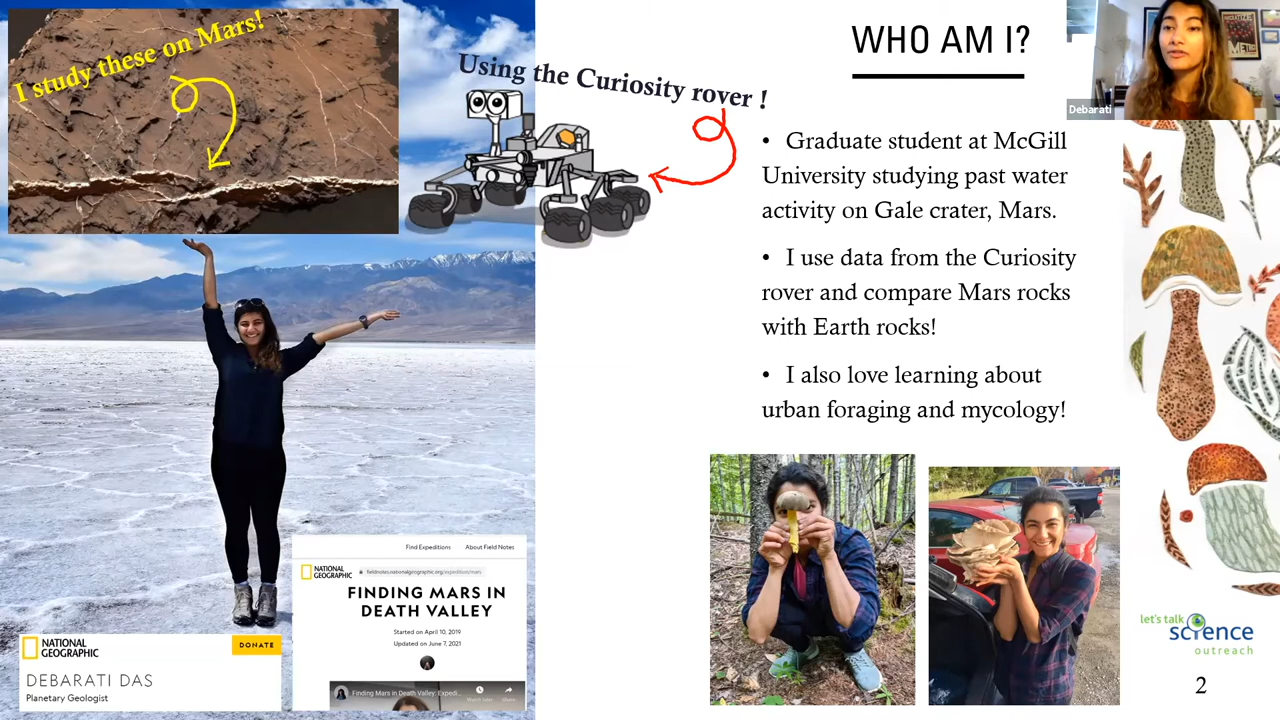 I study these on Mars!
Using the Curiosity rover !
WHO AM I?
Debarati
• Graduate student at McGill
University studying past water
activity on Gale crater, Mars.
• I use data from the Curiosity
rover and compare Mars rocks
with Earth rocks!
• I also love learning about
urban foraging and mycology!
NATIONAL
GEOGRAPHIC
DONATE
DEBARATI DAS
Planetary Geologist
Find Expeditions
About Field Notes
NATIONAL
GEOGRAPHIC
fieldnotes.nationalgeographic.org/expedition/mars
FINDING MARS IN
DEATH VALLEY
Started on April 10, 2019
Updated on June 7, 2021
Finding Mars in Death Valley: Expedi...
Watch later
Share
let's talk
science
outreach
2